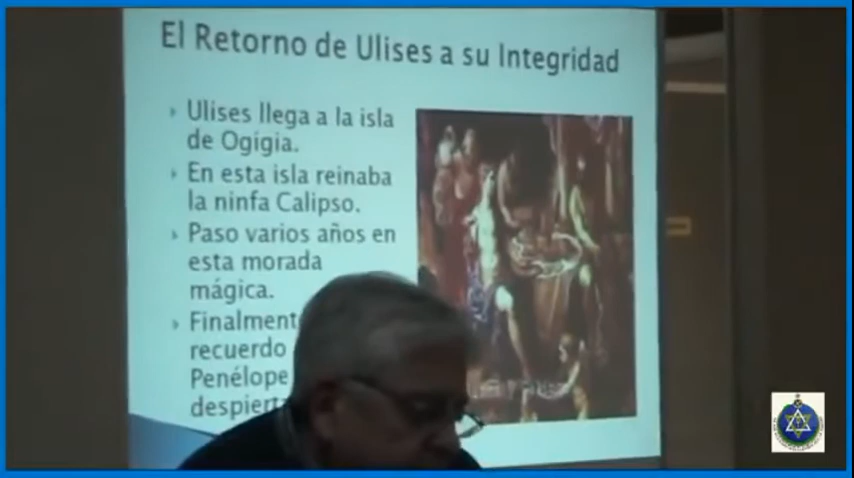 El Retorno de Ulises a su Integridad
Ulises llega a la isla
de Ogigia.
En esta isla reinaba
la ninfa Calipso.
Paso varios años en
esta morada
mágica.
Finalment
recuerdo
Penélope
despierta